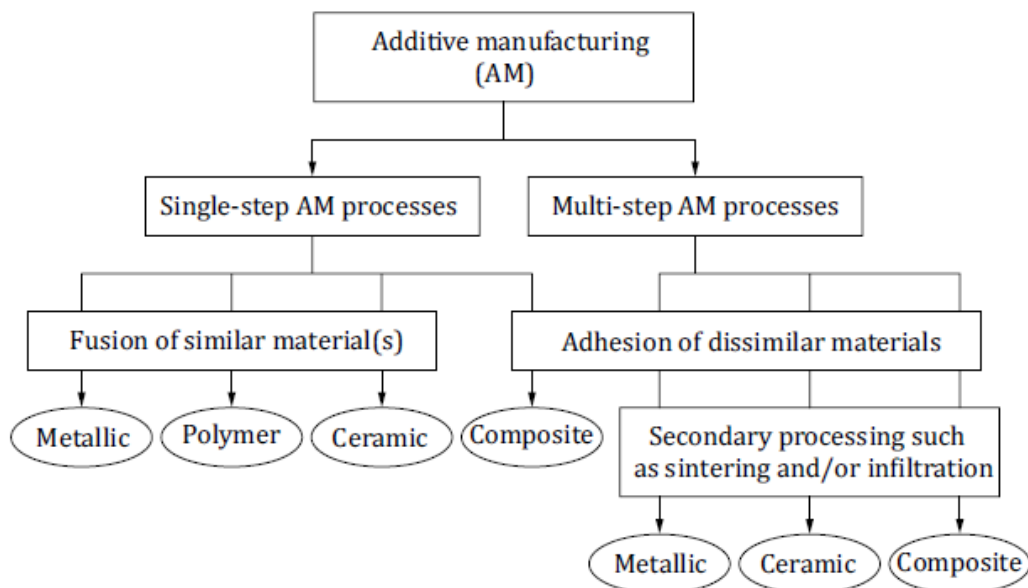 Additive manufacturing
(AM)
Single-step AM processes
Multi-step AM processes
Fusion of similar material(s)
Adhesion of dissimilar materials
Metallic
Polymer
Ceramic
Composite
Secondary processing such
as sintering and/or infiltration
Metallic
Ceramic
Composite